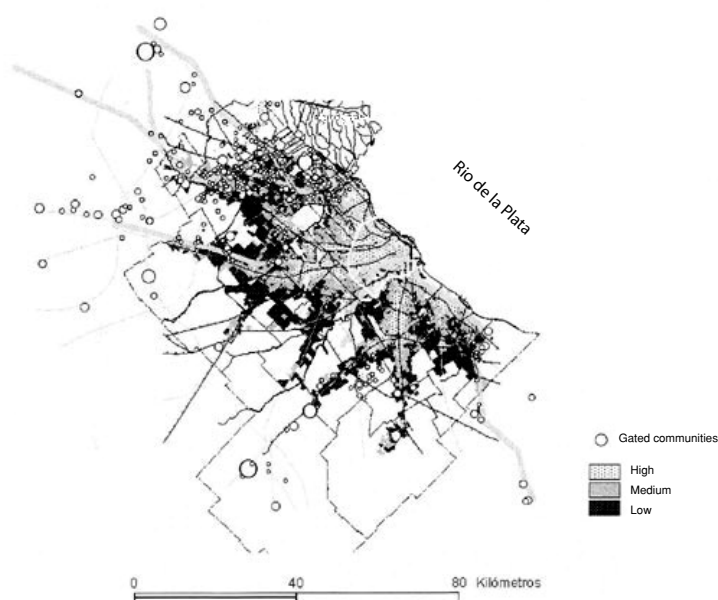 Rio de la Plata
Gated communities
High
Medium
Low
0 40 80 Kilómetros